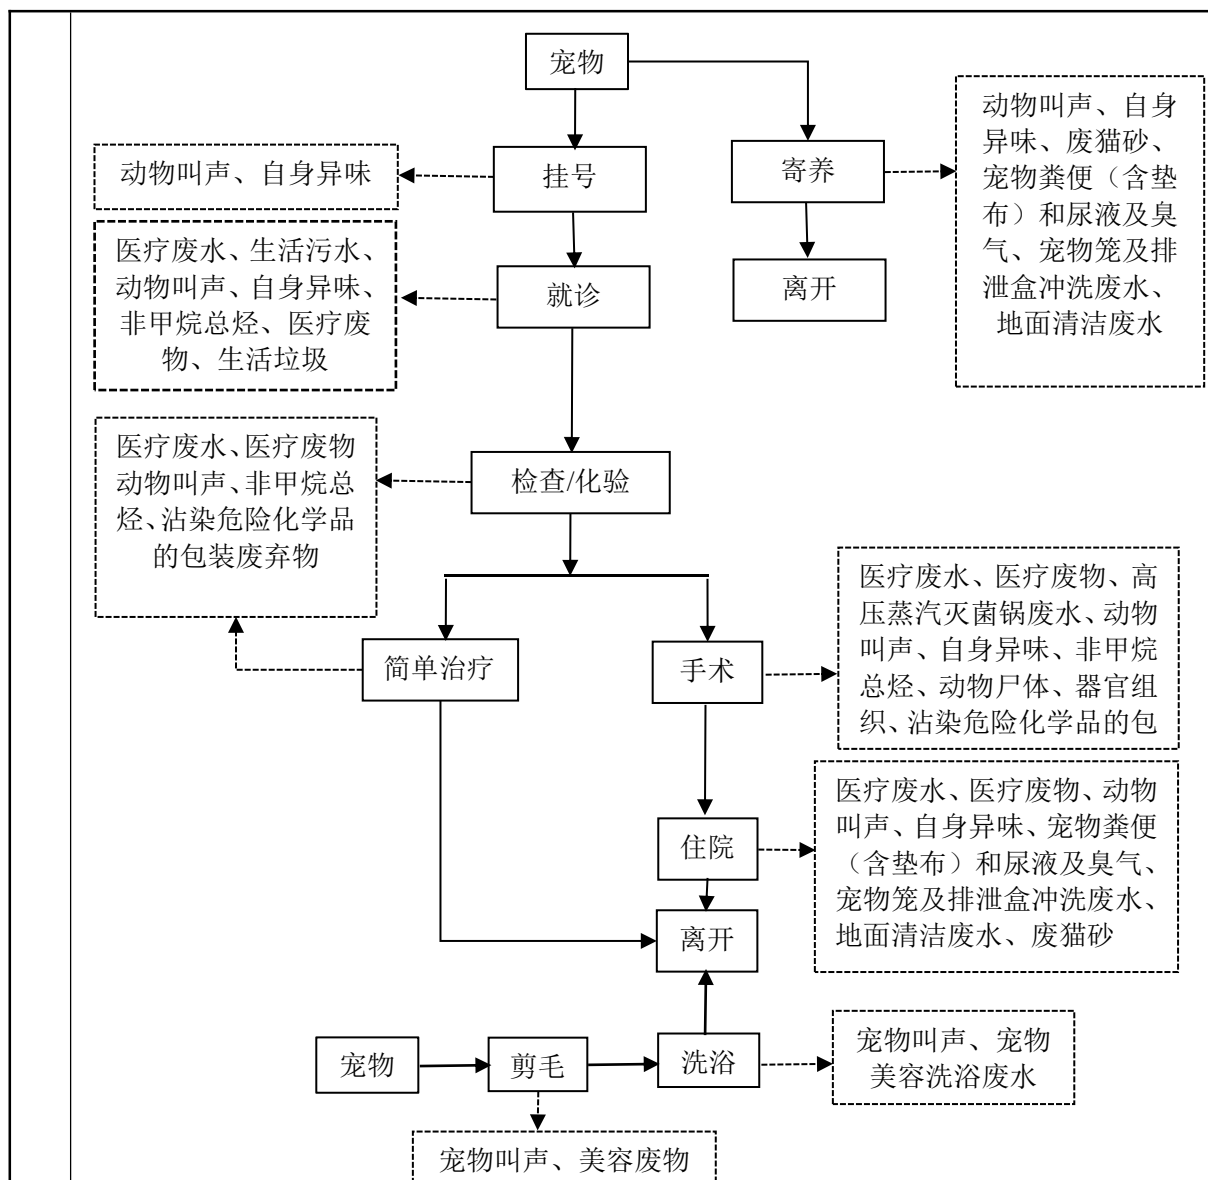 宠物
动物叫声、自身
异味、废猫砂、
宠物粪便（含垫
布）和尿液及臭
气、宠物笼及排
泄盒冲洗废水、
地面清洁废水
寄养
离开
动物叫声、自身异味
挂号
医疗废水、生活污水、
动物叫声、自身异味、
非甲烷总烃、医疗废
物、生活垃圾
就诊
医疗废水、医疗废物
动物叫声、非甲烷总
烃、沾染危险化学品
的包装废弃物
检查/化验
简单治疗
手术
医疗废水、医疗废物、高
压蒸汽灭菌锅废水、动物
叫声、自身异味、非甲烷
总烃、动物尸体、器官组
织、沾染危险化学品的包
住院
医疗废水、医疗废物、动物
叫声、自身异味、宠物粪便
（含垫布）和尿液及臭气、
宠物笼及排泄盒冲洗废水、
地面清洁废水、废猫砂
离开
宠物
剪毛
洗浴
宠物叫声、宠物
美容洗浴废水
宠物叫声、美容废物